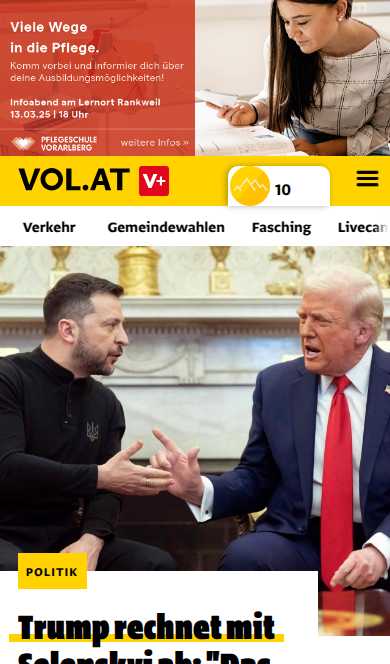 Viele Wege
in die Pflege.
Komm vorbei und informier dich über
deine Ausbildungsmöglichkeiten!
Infoabend am Lernort Rankweil
13.03.25 | 18 Uhr
PFLEGESCHULE
VORARLBERG
weitere Infos »
VOL.AT V+
10
Verkehr Gemeindewahlen Fasching Livecam
POLITIK
Trump rechnet mit
Selenskyj ab: "Das